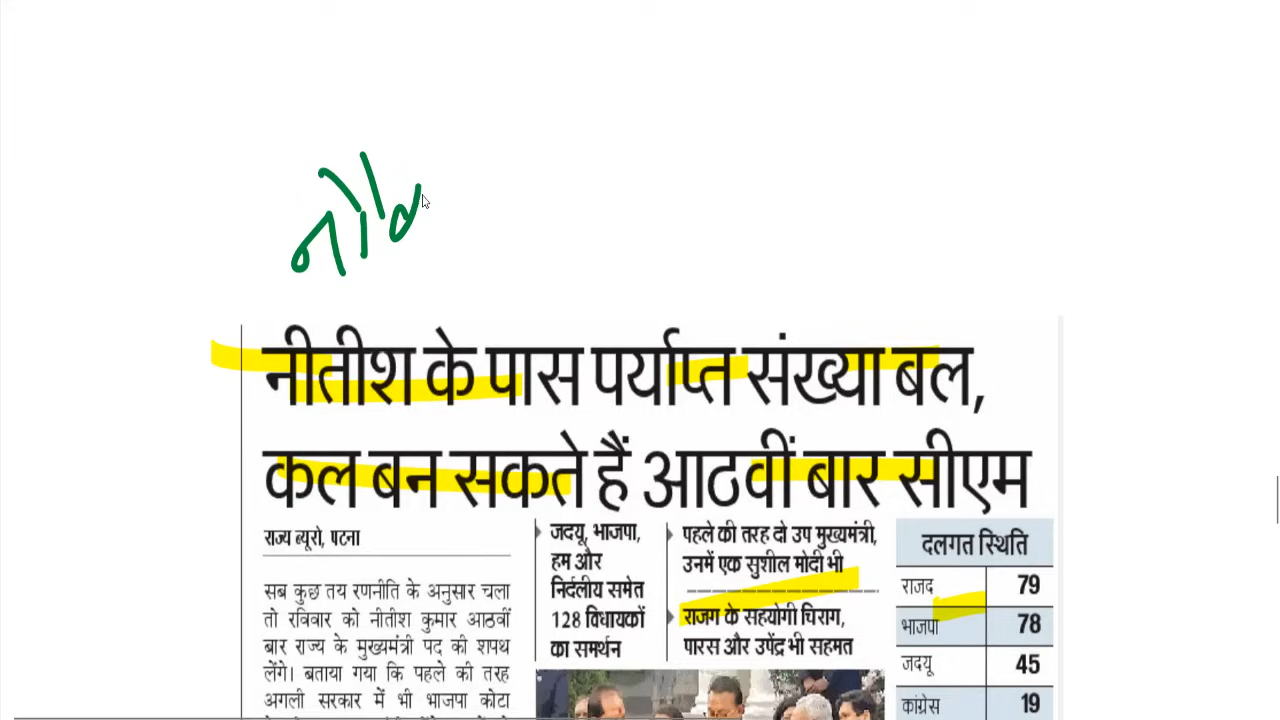 नीतीश के पास पर्याप्त संख्या बल,
कल बन सकते हैं आठवीं बार सीएम
राज्य ब्यूरो, पटना
सब कुछ तय रणनीति के अनुसार चला
तो रविवार को नीतीश कुमार आठवीं
बार राज्य के मुख्यमंत्री पद की शपथ
लेंगे। बताया गया कि पहले की तरह
अगली सरकार में भी भाजपा कोटा
जदयू, भाजपा,
हम और
निर्दलीय समेत
128 विधायकों
का समर्थन
पहले की तरह दो उप मुख्यमंत्री,
उनमें एक सुशील मोदी भी
राजग के सहयोगी चिराग,
पारस और उपेंद्र भी सहमत
दलगत स्थिति
राजद 79
भाजपा 78
जदयू 45
कांग्रेस 19